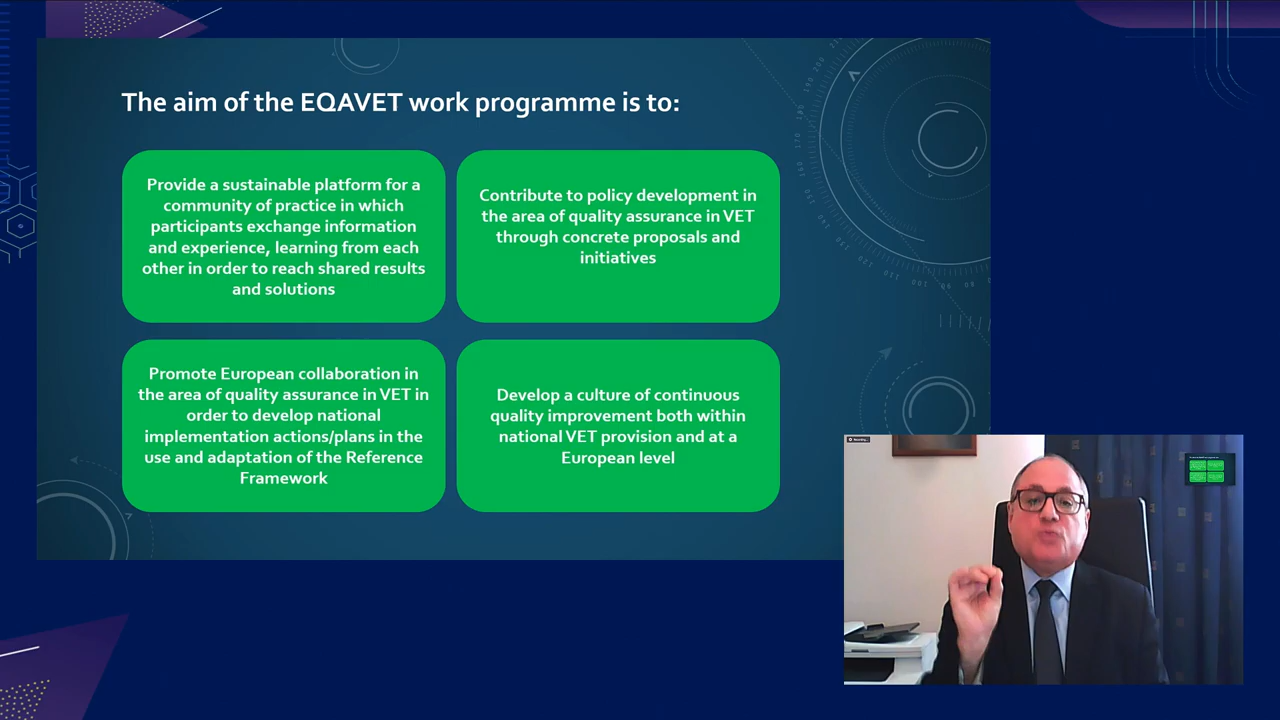 The aim of the EQAVET work programme is to:
Provide a sustainable platform for a
community of practice in which
participants exchange information
and experience, learning from each
other in order to reach shared results
and solutions
Contribute to policy development in
the area of quality assurance in VET
through concrete proposals and
initiatives
Promote European collaboration in
the area of quality assurance in VET in
order to develop national
implementation actions/plans in the
use and adaptation of the Reference
Framework
Develop a culture of continuous
quality improvement both within
national VET provision and at a
European level